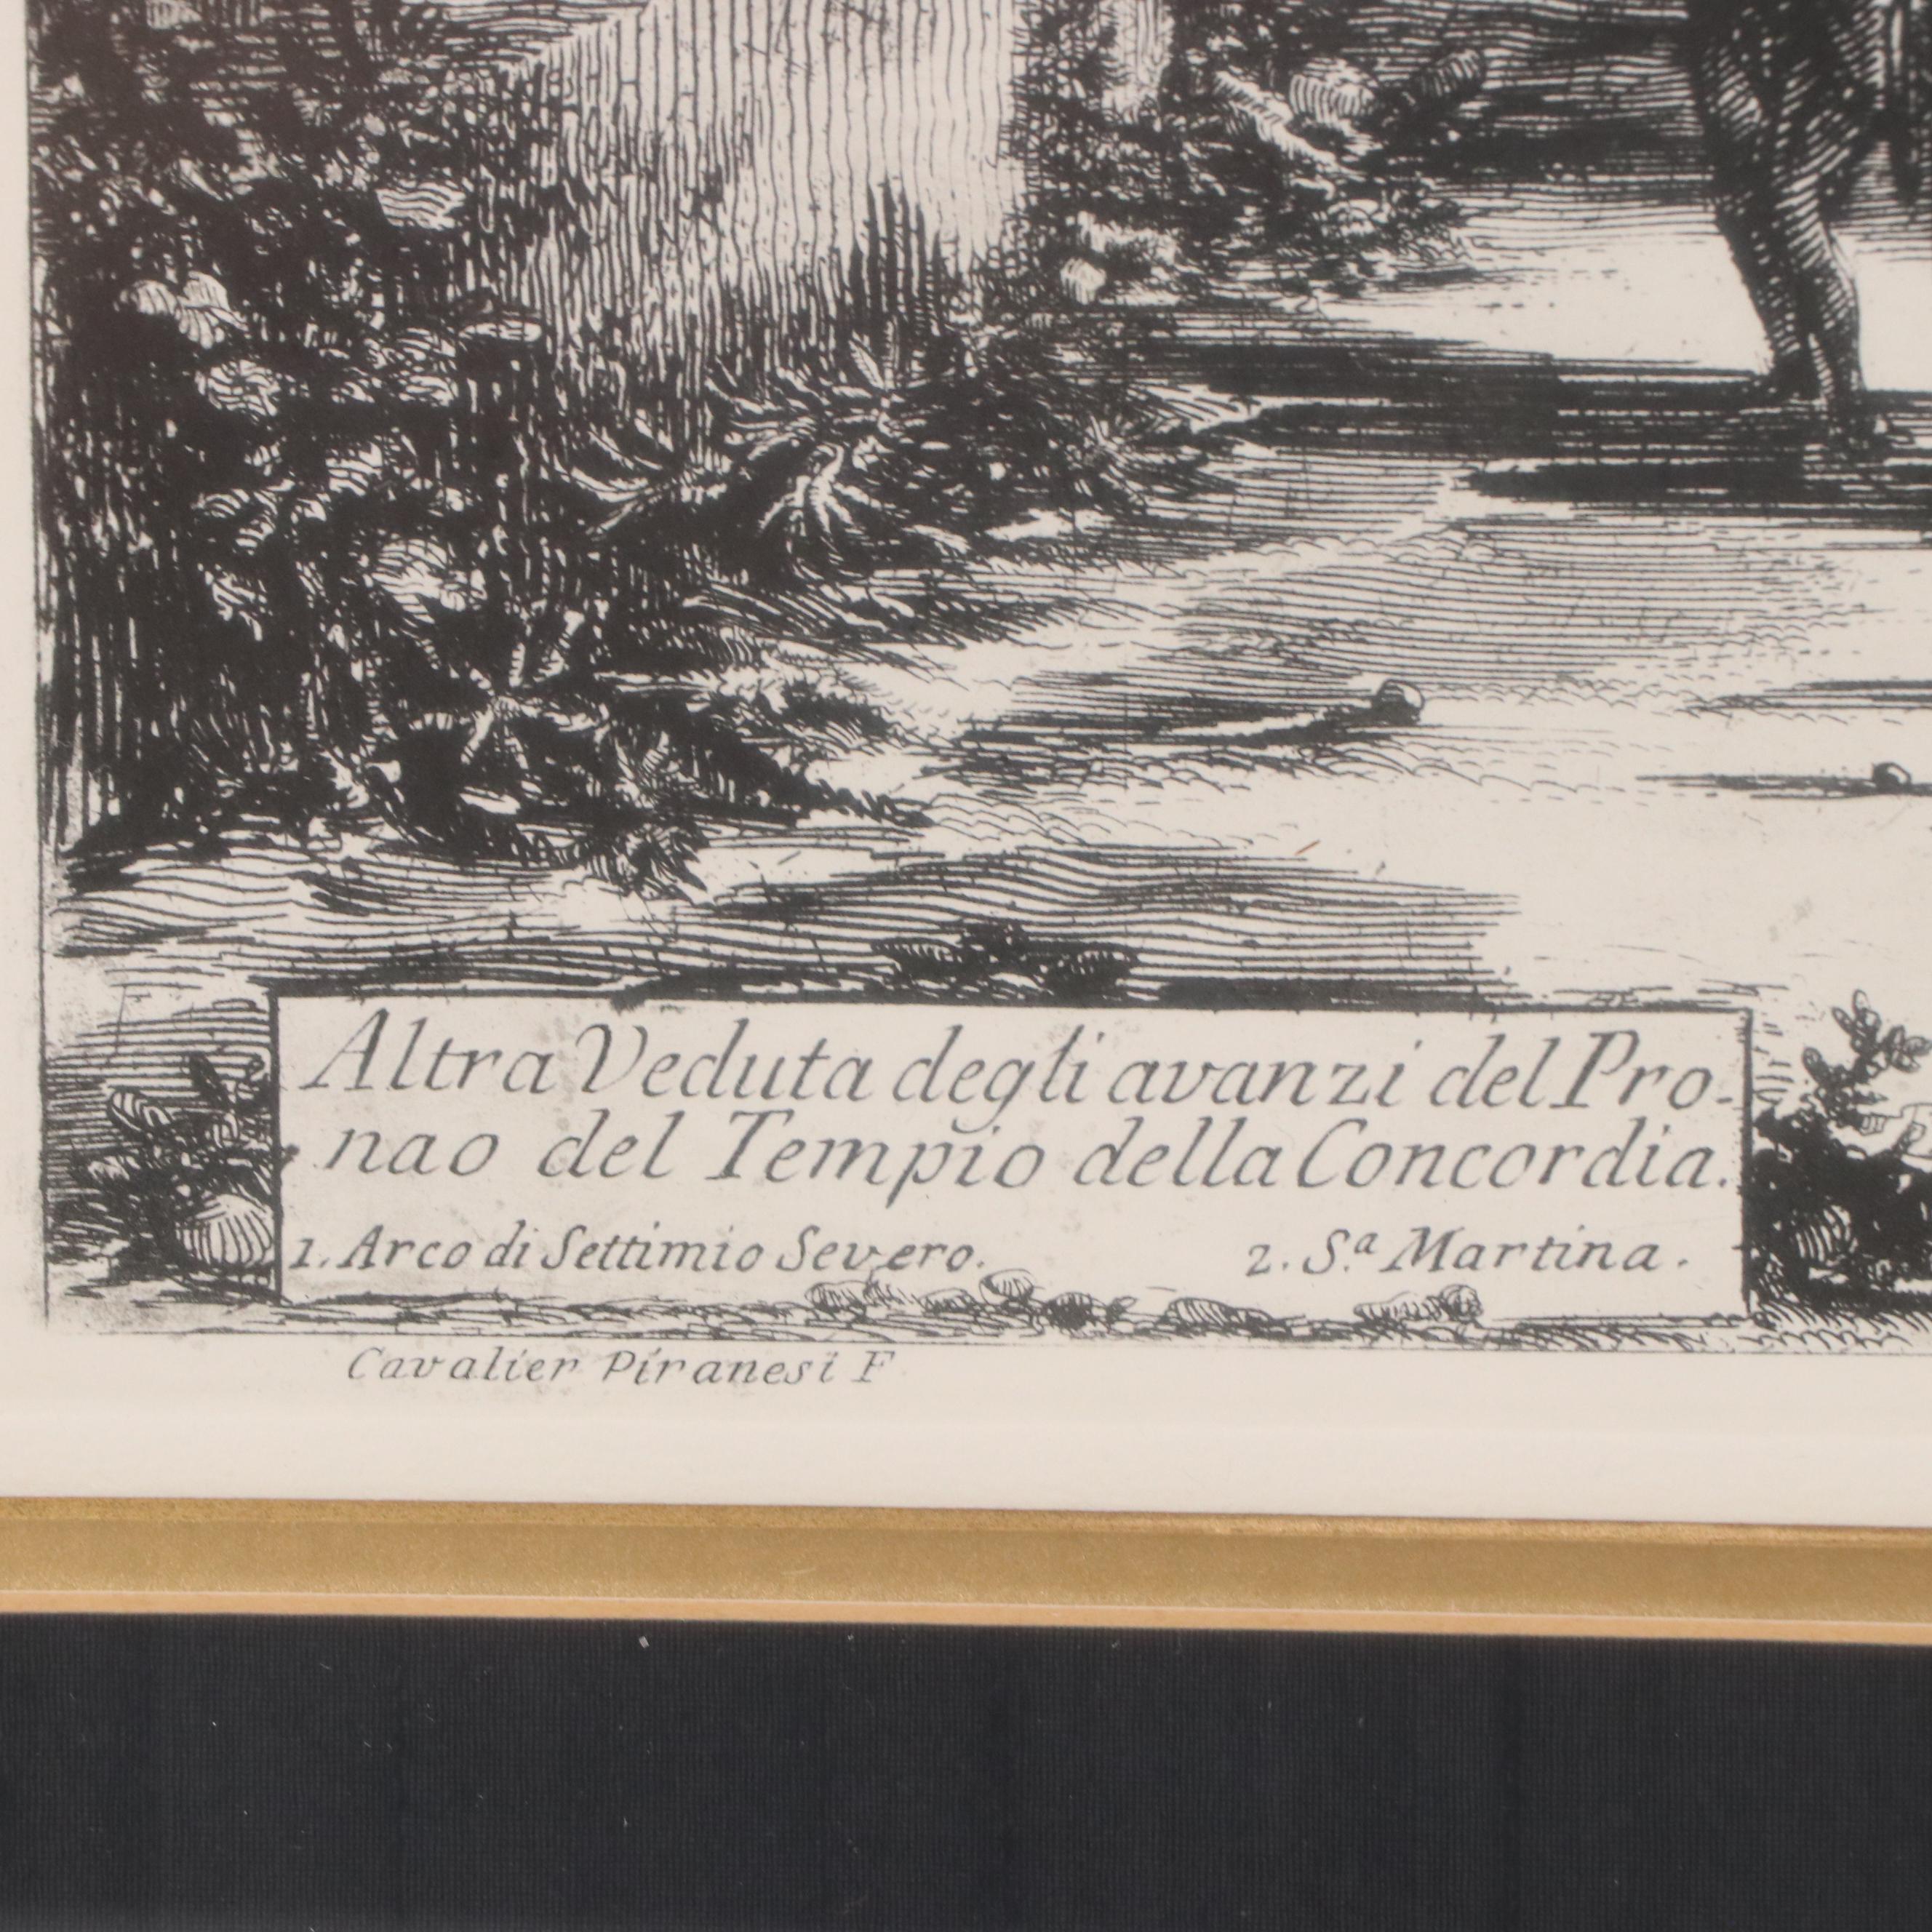 Altra Veduta degli avanzi del Pro-
nao del Tempio della Concordia.
1. Arco di Settimio Severo. 2. S.ª Martina.
Cavalier Piranesi F